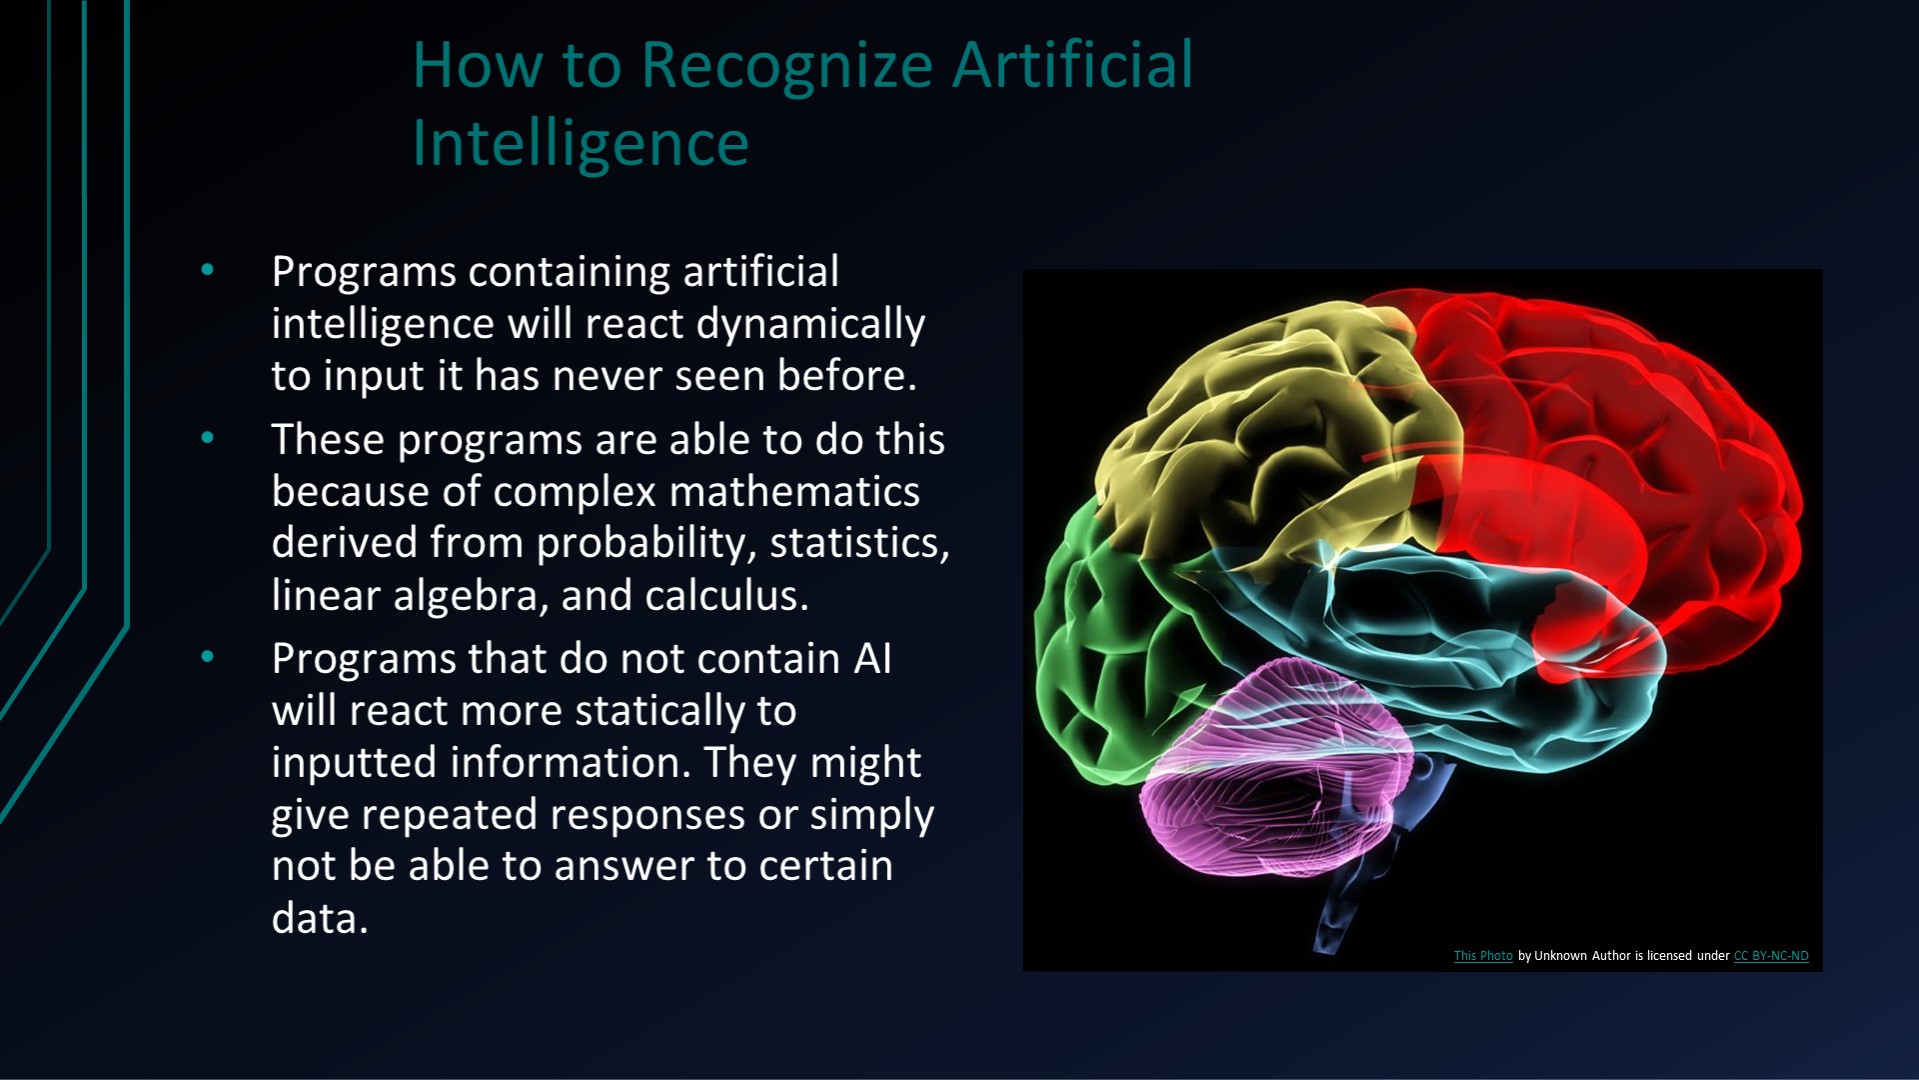 How to Recognize Artificial
Intelligence
• Programs containing artificial
intelligence will react dynamically
to input it has never seen before.
• These programs are able to do this
because of complex mathematics
derived from probability, statistics,
linear algebra, and calculus.
• Programs that do not contain AI
will react more statically to
inputted information. They might
give repeated responses or simply
not be able to answer to certain
data.
This Photo by Unknown Author is licensed under CC BY-NC-ND